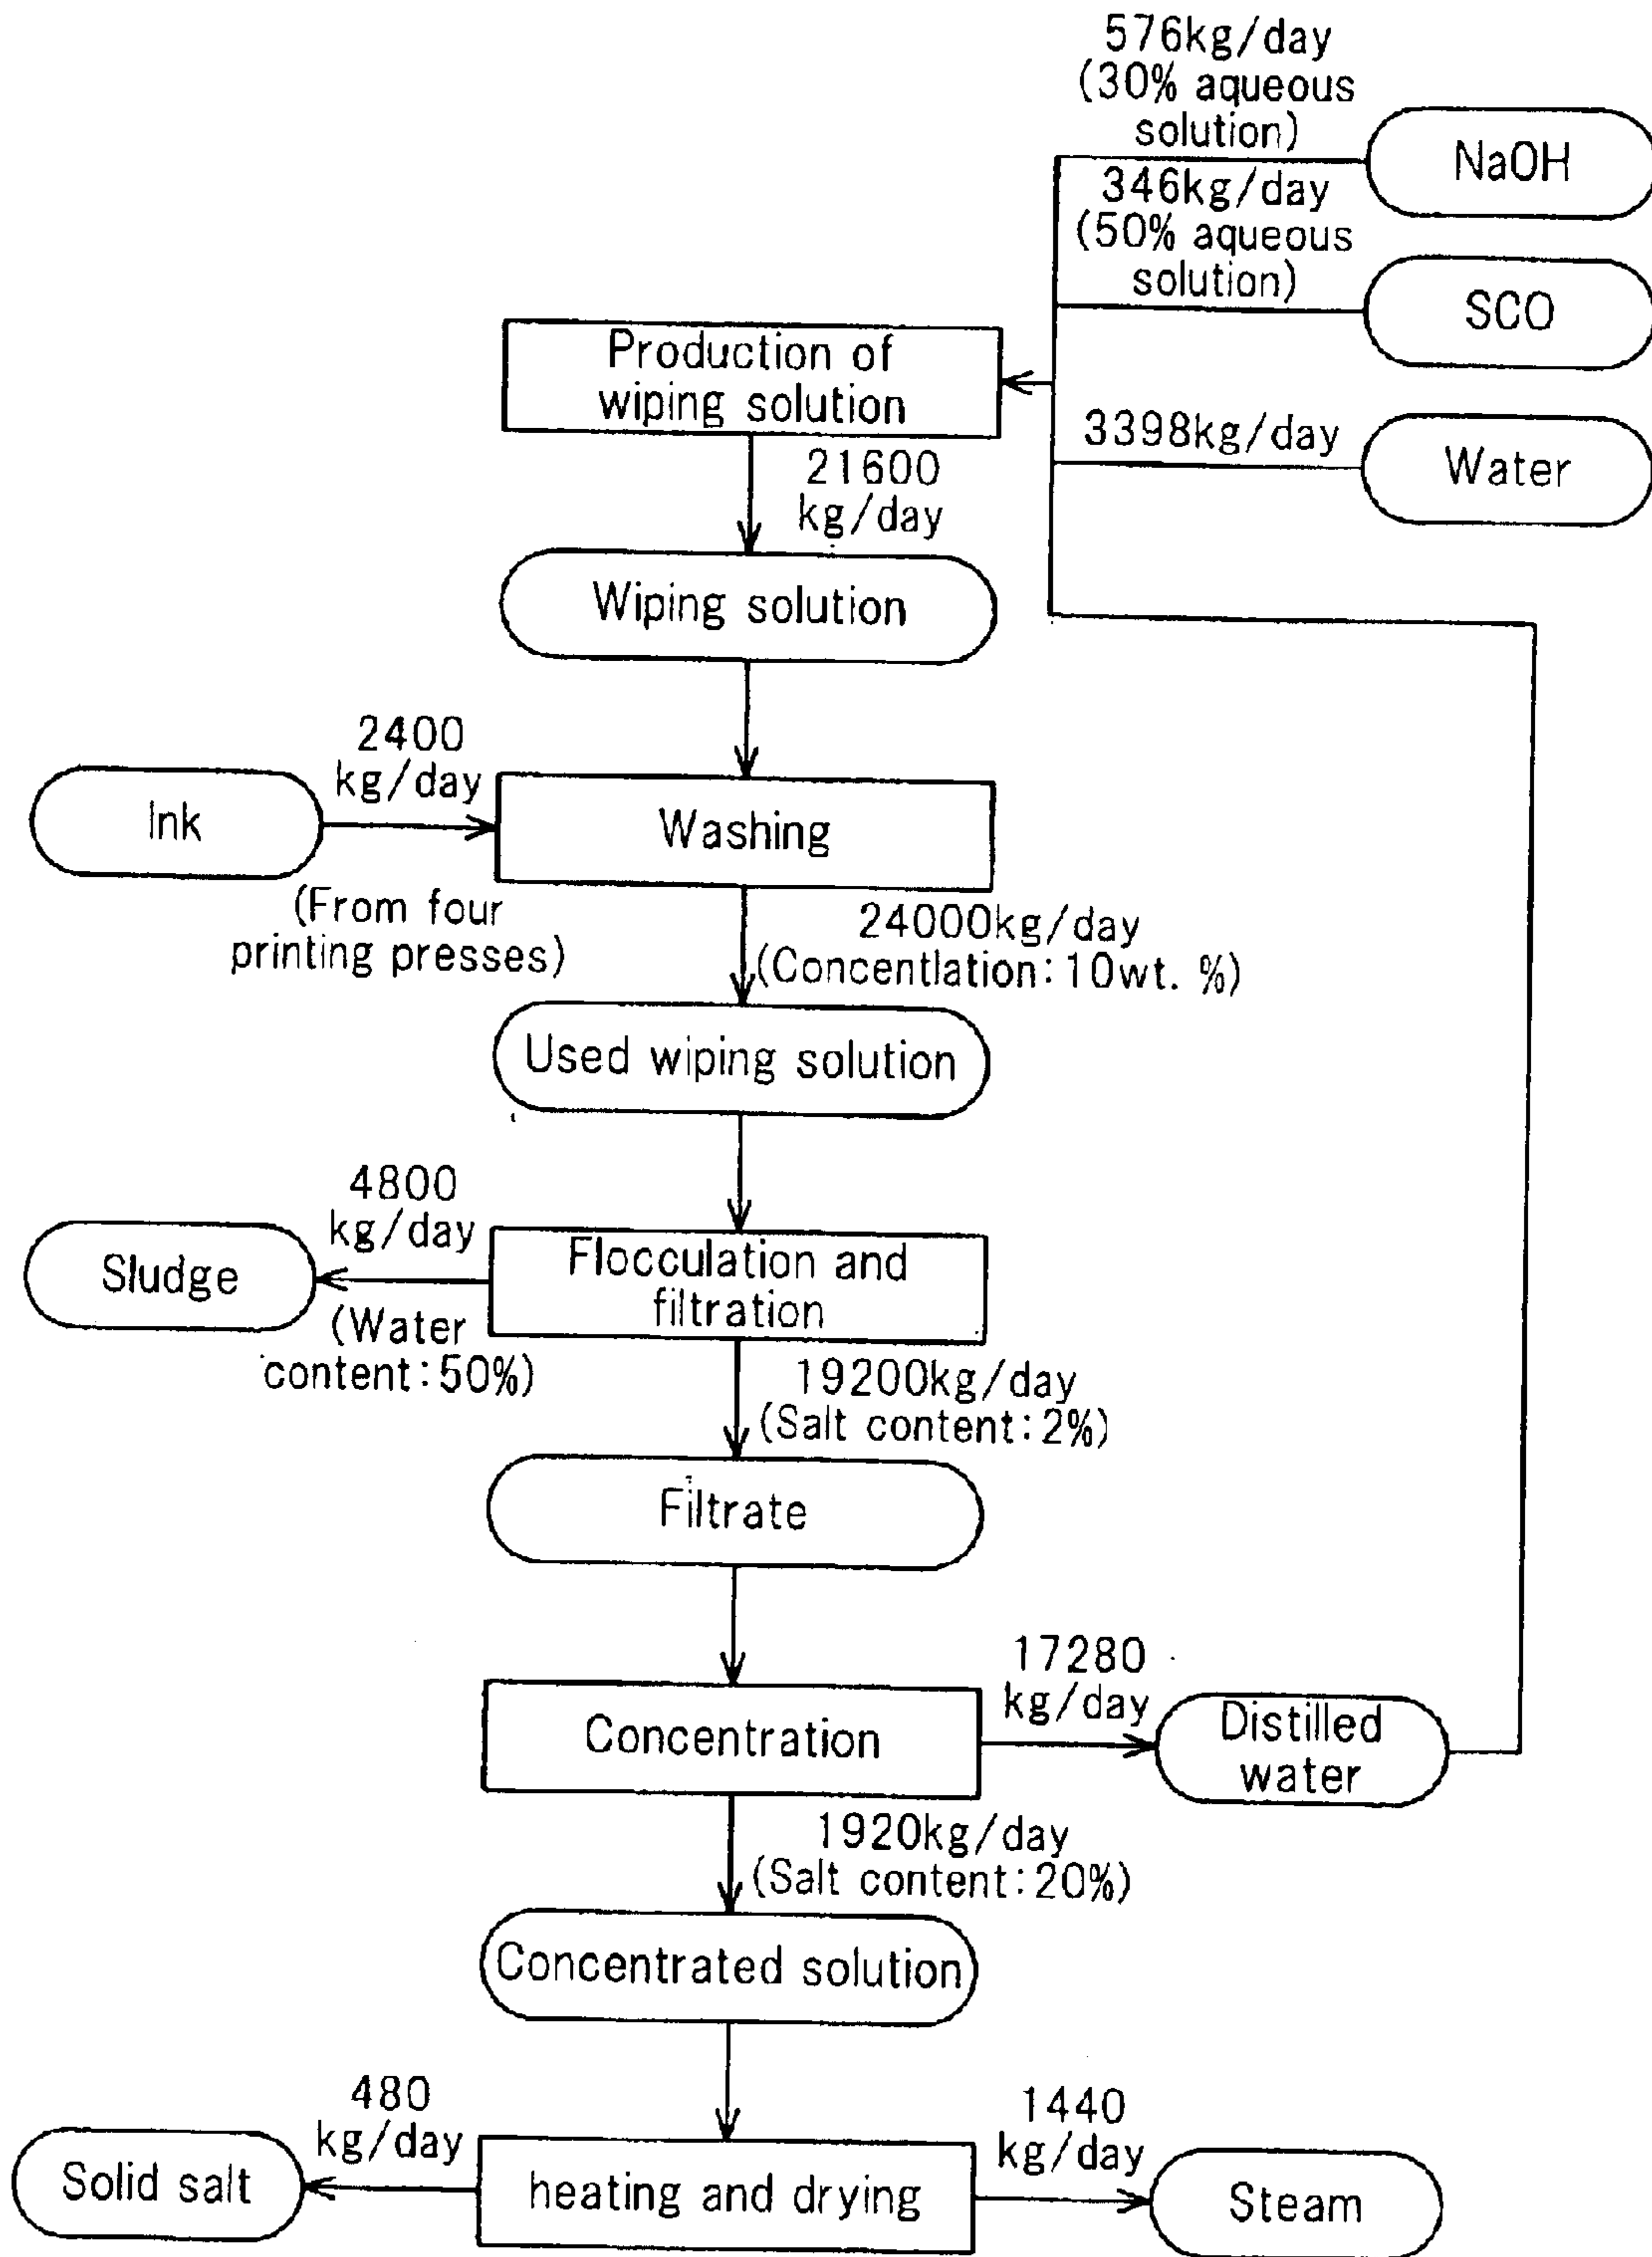 576kg/day
(30% aqueous
solution)
NaOH
346kg/day
(50% aqueous
solution)
SCO
Production of
wiping solution
3398kg/day
Water
21600
kg/day
Wiping solution
2400
kg/day
Ink
Washing
(From four
printing presses)
24000kg/day
(Concentlation:10wt. %)
Used wiping solution
4800
kg/day
Sludge
Flocculation and
filtration
(Water
content:50%)
19200kg/day
(Salt content:2%)
Filtrate
17280
kg/day
Concentration
Distilled
water
1920kg/day
(Salt content:20%)
Concentrated solution
480
kg/day
1440
kg/day
Solid salt
heating and drying
Steam